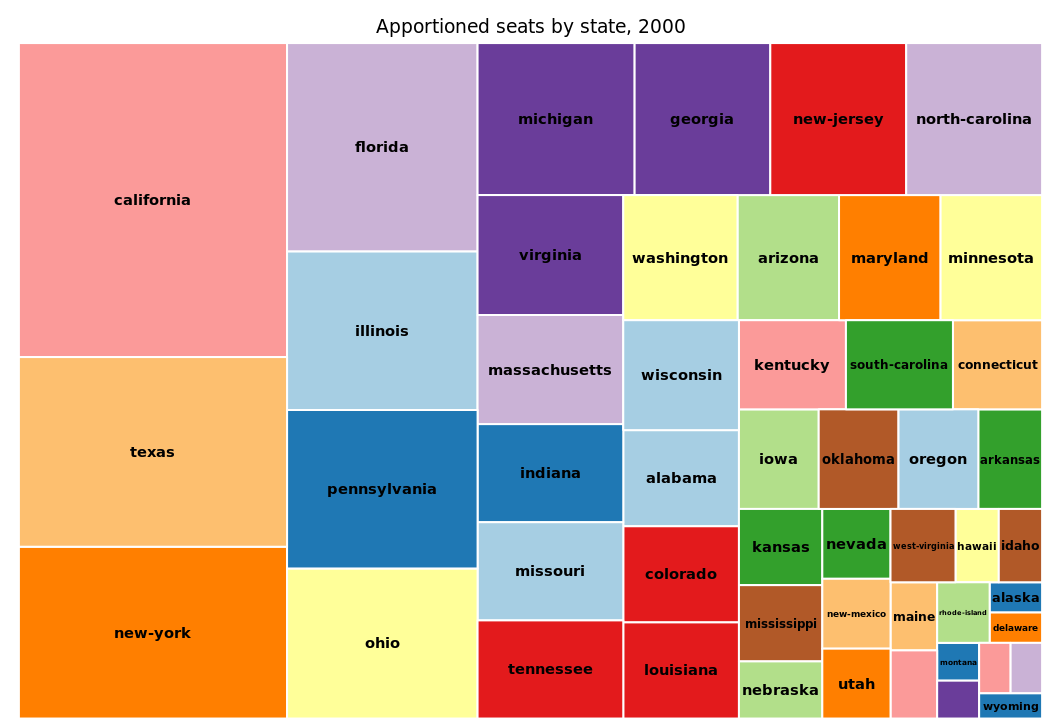 Apportioned seats by state, 2000
california
texas
new-york
florida
illinois
pennsylvania
ohio
michigan
georgia
new-jersey
north-carolina
virginia
massachusetts
indiana
missouri
tennessee
washington
arizona
maryland
minnesota
wisconsin
alabama
colorado
louisiana
kentucky
south-carolina
connecticut
iowa
oklahoma
oregon
arkansas
kansas
mississippi
nebraska
nevada
new-mexico
utah
west-virginia
hawaii
idaho
maine
rhode-island
alaska
delaware
montana
wyoming